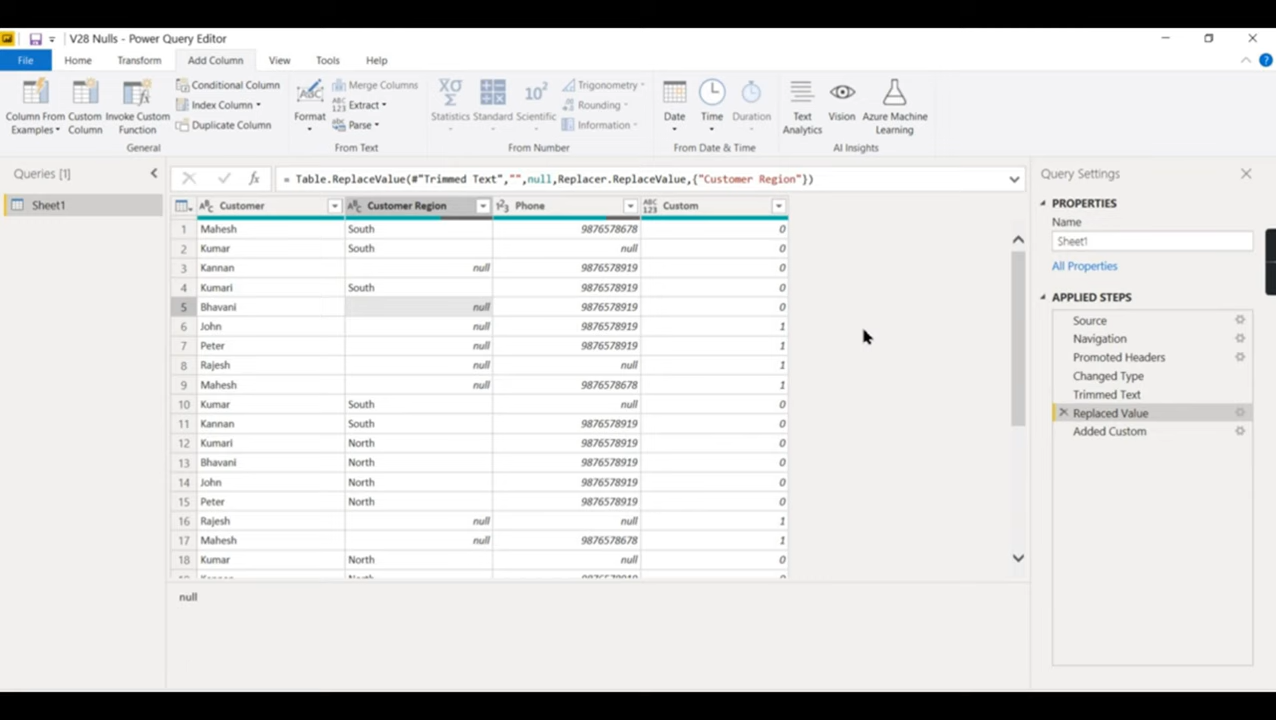 V28 Nulls - Power Query Editor
File Home Transform Add Column View Tools Help
Column From Examples
Custom Column
Invoke Custom Function
Conditional Column
Index Column
Duplicate Column
General
Format
Merge Columns
Extract
Parse
From Text
Statistics
Standard
Scientific
Trigonometry
Rounding
Information
From Number
Date
Time
Duration
From Date & Time
Text Analytics
Vision
Azure Machine Learning
AI Insights
Queries [1]
Sheet1
= Table.ReplaceValue(#"Trimmed Text","",null,Replacer.ReplaceValue,{"Customer Region"})
Customer Customer Region Phone Custom
1 Mahesh South 9876578678 0
2 Kumar South null 0
3 Kannan null 9876578919 0
4 Kumari South 9876578919 0
5 Bhavani null 9876578919 0
6 John null 9876578919 1
7 Peter null 9876578919 1
8 Rajesh null null 1
9 Mahesh null 9876578678 1
10 Kumar South null 0
11 Kannan South 9876578919 0
12 Kumari North 9876578919 0
13 Bhavani North 9876578919 0
14 John North 9876578919 0
15 Peter North 9876578919 0
16 Rajesh null null 1
17 Mahesh null 9876578678 1
18 Kumar North null 0
null
Query Settings
PROPERTIES
Name
Sheet1
All Properties
APPLIED STEPS
Source
Navigation
Promoted Headers
Changed Type
Trimmed Text
Replaced Value
Added Custom